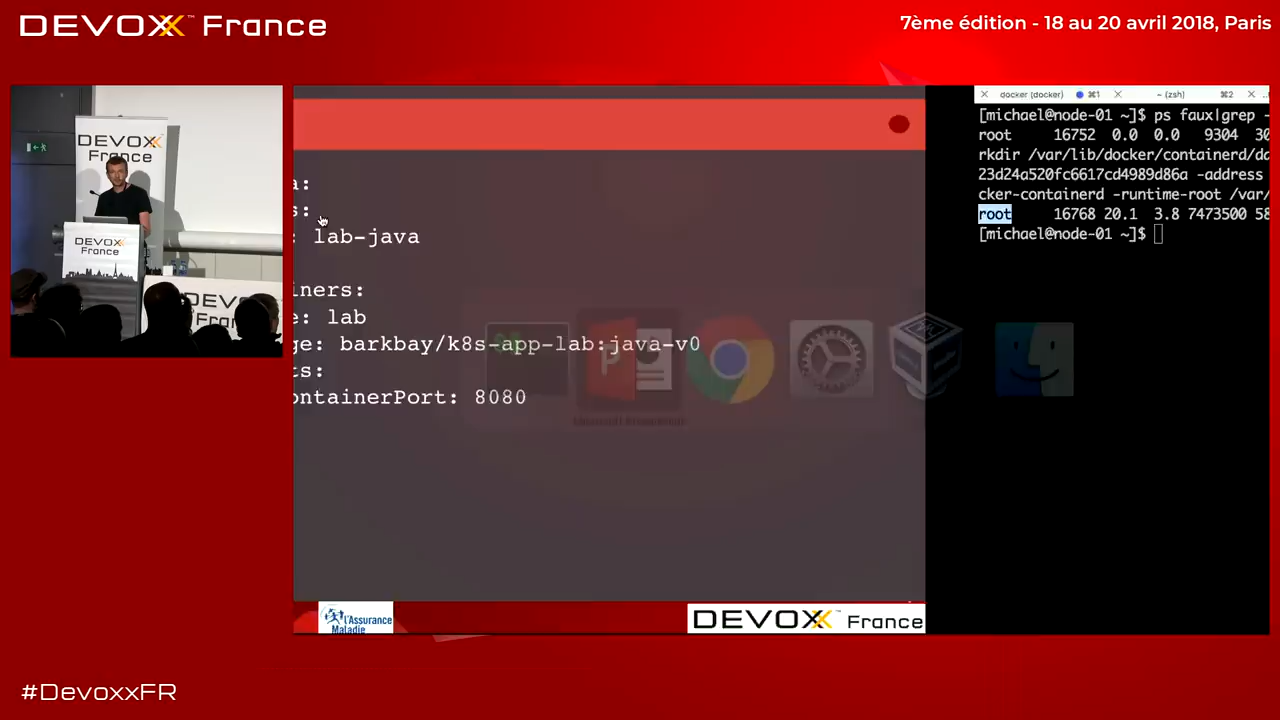 DEVOXX™ France
7ème édition - 18 au 20 avril 2018, Paris
DEVOXX
France
DEVOXX
France
DEVOXX
a:
s:
: lab-java
iners:
e: lab
ge: barkbay/k8s-app-lab:java-v0
ts:
ontainerPort: 8080
l'Assurance
Maladie
DEVOXX™ France
docker (docker) ⌘1 ~ (zsh) ⌘2
[michael@node-01 ~]$ ps faux|grep -
root 16752 0.0 0.0 9304 30
rkdir /var/lib/docker/containerd/da
23d24a520fc6617cd4989d86a -address
cker-containerd -runtime-root /var/
root 16768 20.1 3.8 7473500 58
[michael@node-01 ~]$
#DevoxxFR